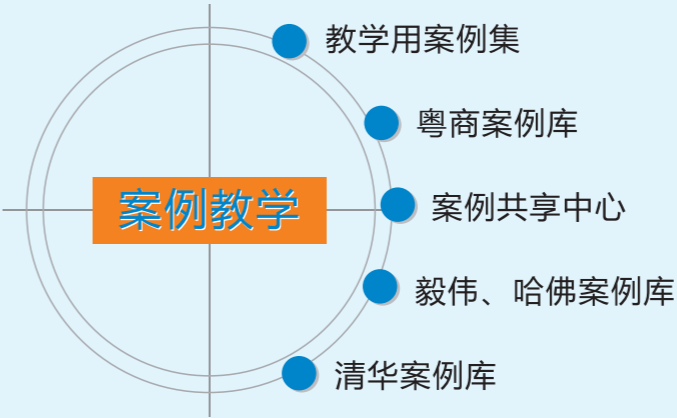 教学用案例集
粤商案例库
案例教学
案例共享中心
毅伟、哈佛案例库
清华案例库